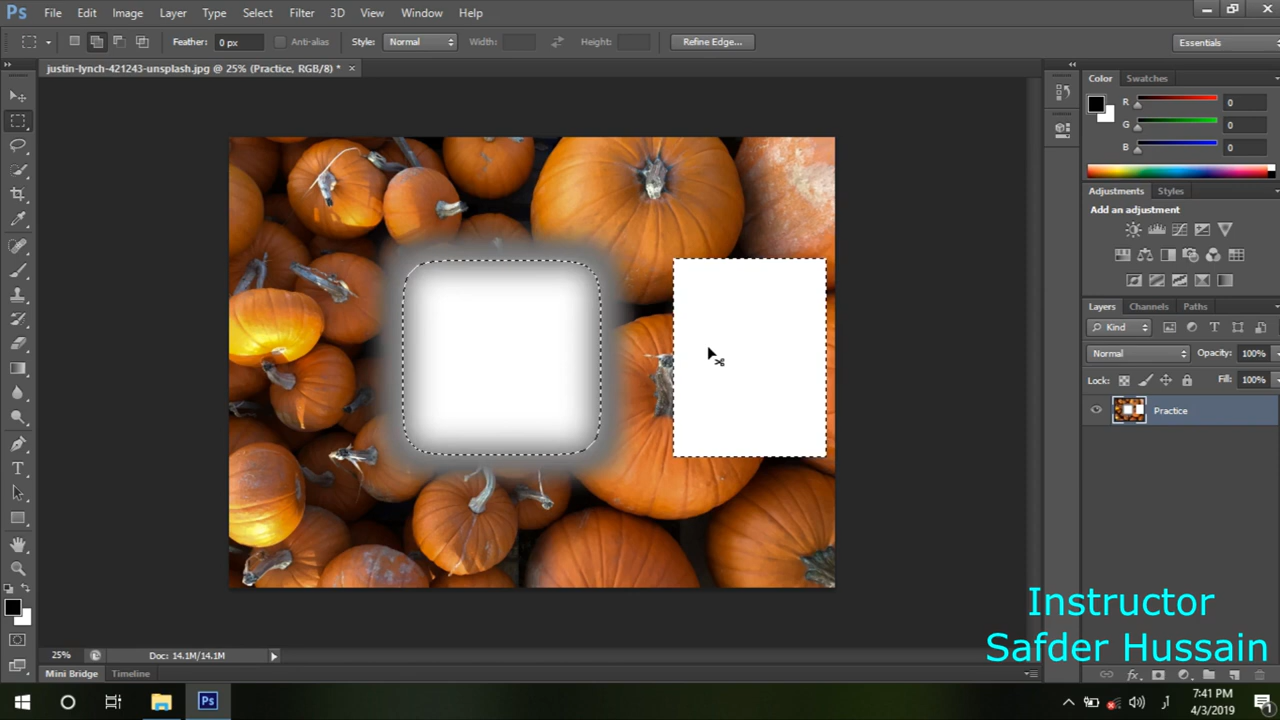 Ps File Edit Image Layer Type Select Filter 3D View Window Help
Feather: 0 px Anti-alias Style: Normal Width: Height: Refine Edge... Essentials
justin-lynch-421243-unsplash.jpg @ 25% (Practice, RGB/8) *
Color Swatches
R 0
G 0
B 0
Adjustments Styles
Add an adjustment
Layers Channels Paths
Kind
Normal Opacity: 100%
Lock: Fill: 100%
Practice
Instructor
Safder Hussain
25% Doc: 14.1M/14.1M
Mini Bridge Timeline
Ps
7:41 PM
4/3/2019
1